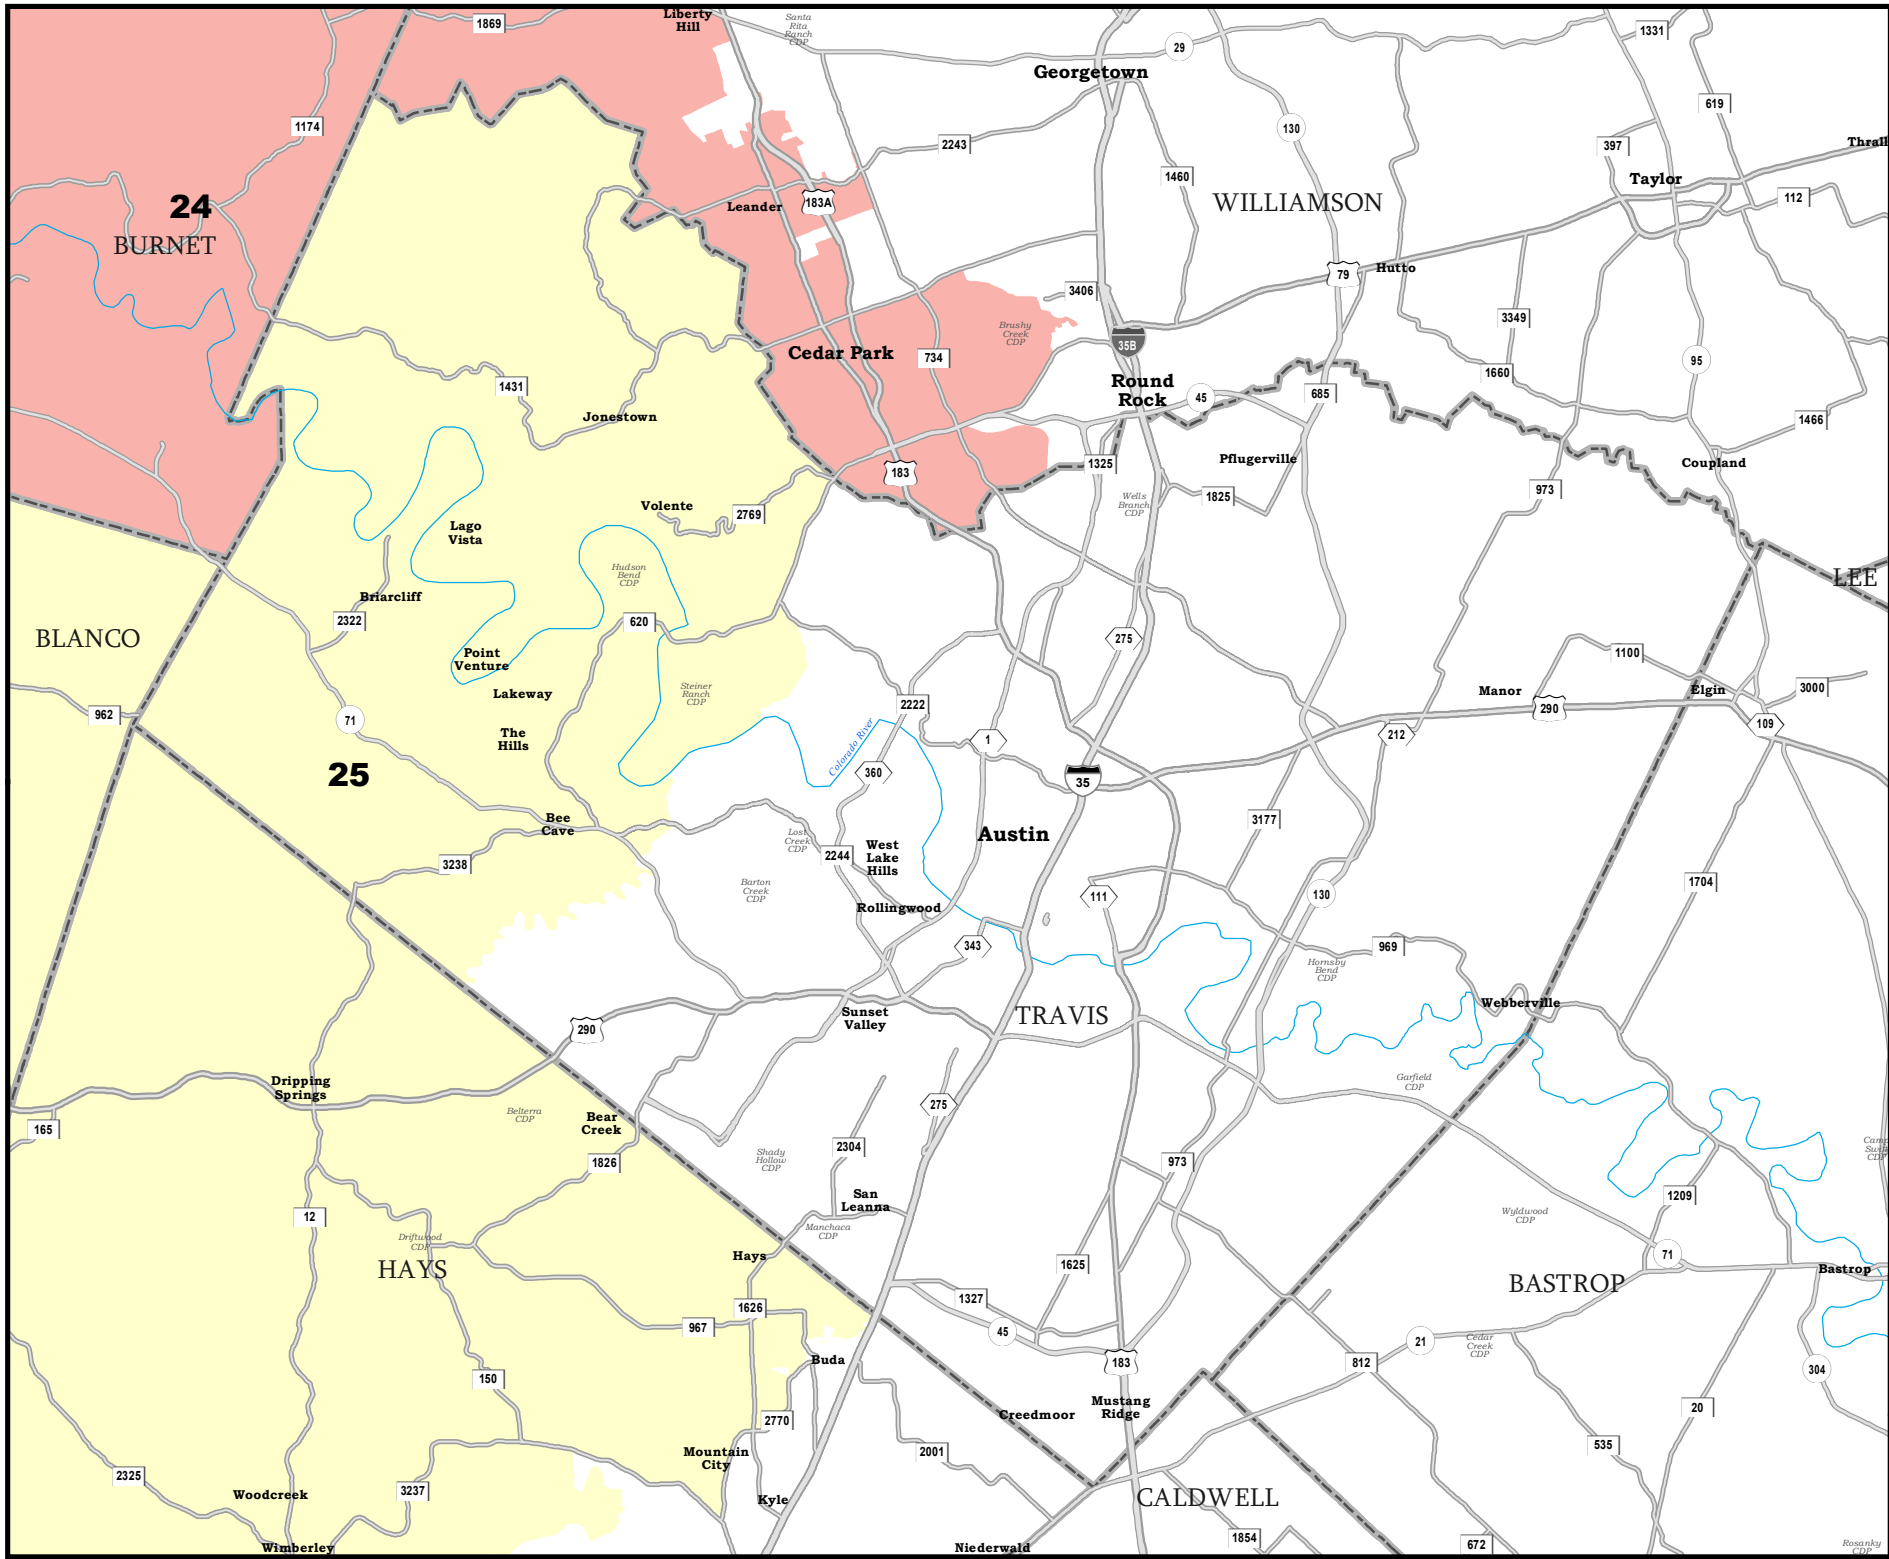 Liberty
Hill
1869
Santa
Rita
Ranch
CDP
29
1331
Georgetown
619
1174
130
397
Thrall
2243
Taylor
1460
112
24
Leander
183A
WILLIAMSON
BURNET
79
Hutto
3406
3349
Brushy
Creek
CDP
35B
Cedar Park
734
95
1660
1431
Round
Rock
45
685
Jonestown
1466
183
1325
Pflugerville
Coupland
973
1825
Wells
Branch
CDP
Volente
2769
Lago
Vista
Hudson
Bend
CDP
LEE
Briarcliff
2322
620
275
BLANCO
1100
Point
Venture
Lakeway
Steiner
Ranch
CDP
Manor
Elgin
3000
962
71
2222
290
109
The
Hills
1
212
Colorado River
25
360
35
Bee
Cave
3177
Austin
Lost
Creek
CDP
2244
West
Lake
Hills
3238
1704
Barton
Creek
CDP
111
130
Rollingwood
343
969
Hornsby
Bend
CDP
Webberville
290
Sunset
Valley
TRAVIS
Dripping
Springs
Garfield
CDP
275
Belterra
CDP
Bear
Creek
165
2304
Camp
Swift
CDP
1826
Shady
Hollow
CDP
973
San
Leanna
1209
12
Wyldwood
CDP
Manchaca
CDP
Driftwood
CDP
Hays
71
HAYS
1625
Bastrop
BASTROP
1327
1626
967
45
21
Cedar
Creek
CDP
Buda
183
812
304
150
Mustang
Ridge
20
Creedmoor
2770
Mountain
City
2001
535
2325
3237
Woodcreek
Kyle
CALDWELL
1854
672
Wimberley
Niederwald
Rosanky
CDP